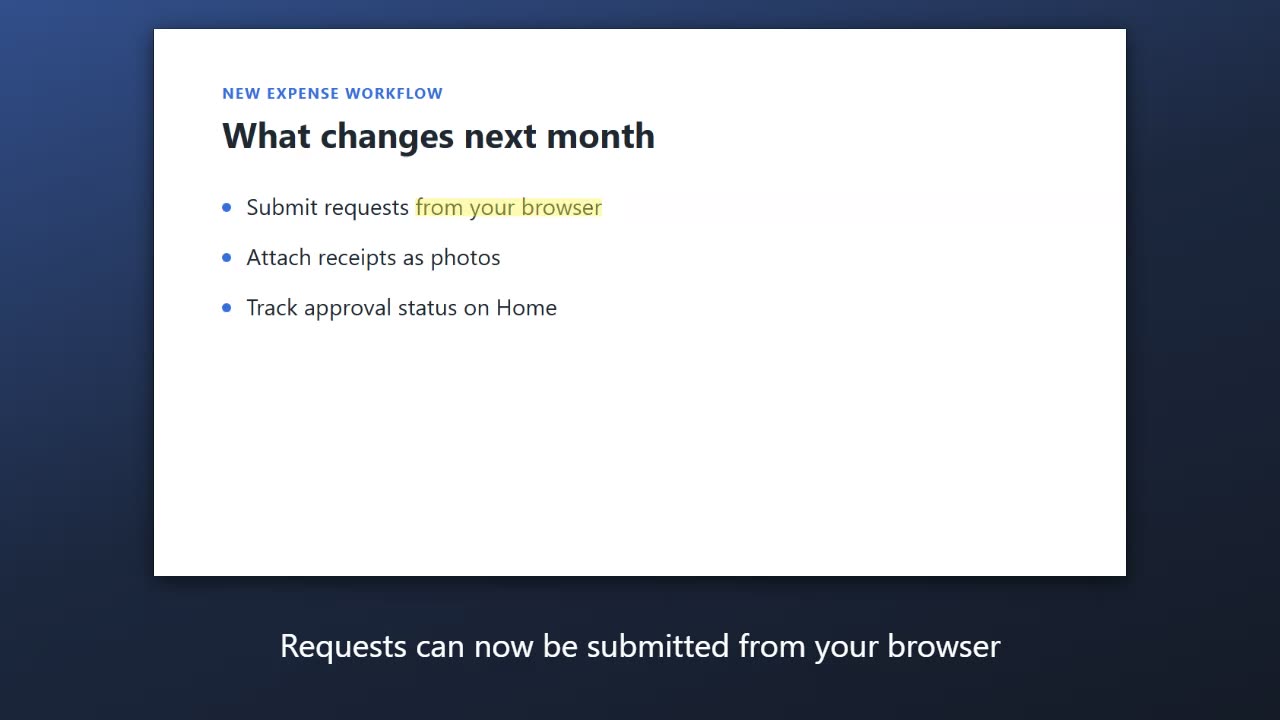 NEW EXPENSE WORKFLOW
What changes next month
Submit requests from your browser
Attach receipts as photos
Track approval status on Home
Requests can now be submitted from your browser